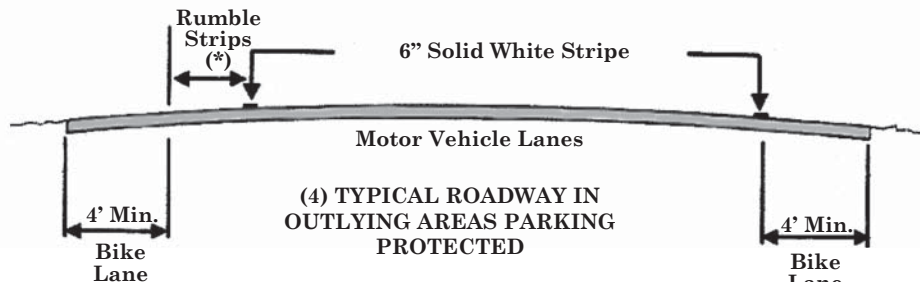 Rumble
Strips
(*)
6” Solid White Stripe
Motor Vehicle Lanes
(4) TYPICAL ROADWAY IN
OUTLYING AREAS PARKING
PROTECTED
4’ Min.
Bike
Lane
4’ Min.
Bike
Lane